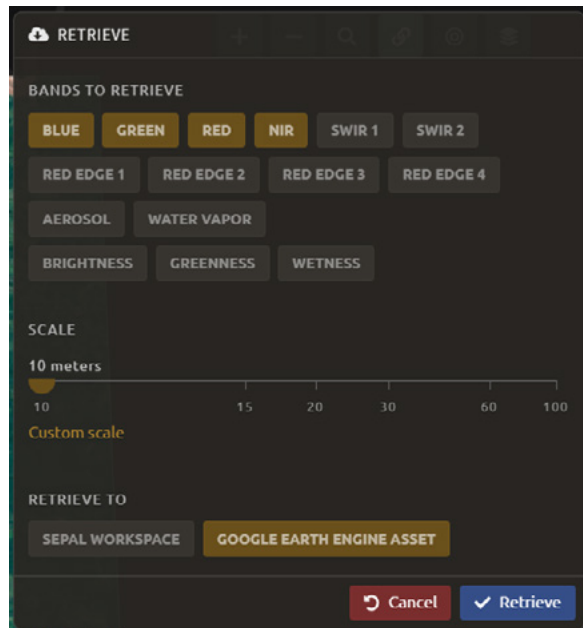 RETRIEVE
BANDS TO RETRIEVE
BLUE GREEN RED NIR SWIR 1 SWIR 2
RED EDGE 1 RED EDGE 2 RED EDGE 3 RED EDGE 4
AEROSOL WATER VAPOR
BRIGHTNESS GREENNESS WETNESS
SCALE
10 meters
10 15 20 30 60 100
Custom scale
RETRIEVE TO
SEPAL WORKSPACE GOOGLE EARTH ENGINE ASSET
Cancel Retrieve